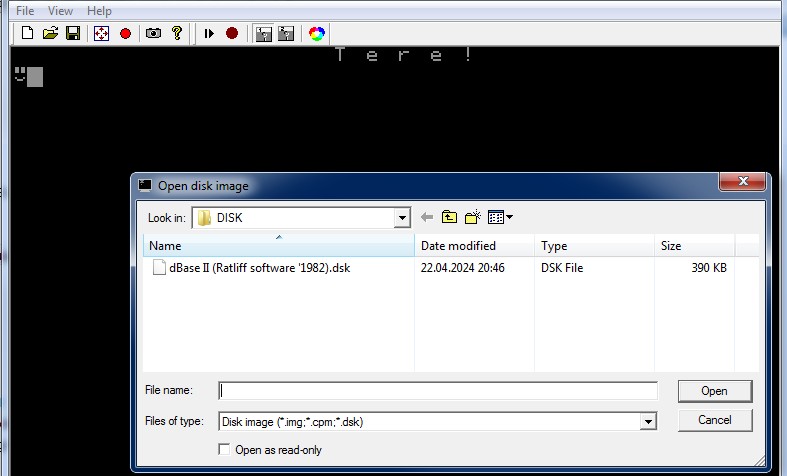 File View Help
T e r e !
Open disk image
Look in: DISK
Name Date modified Type Size
dBase II (Ratliff software '1982).dsk 22.04.2024 20:46 DSK File 390 KB
File name: Open
Files of type: Disk image (*.img;*.cpm;*.dsk) Cancel
Open as read-only